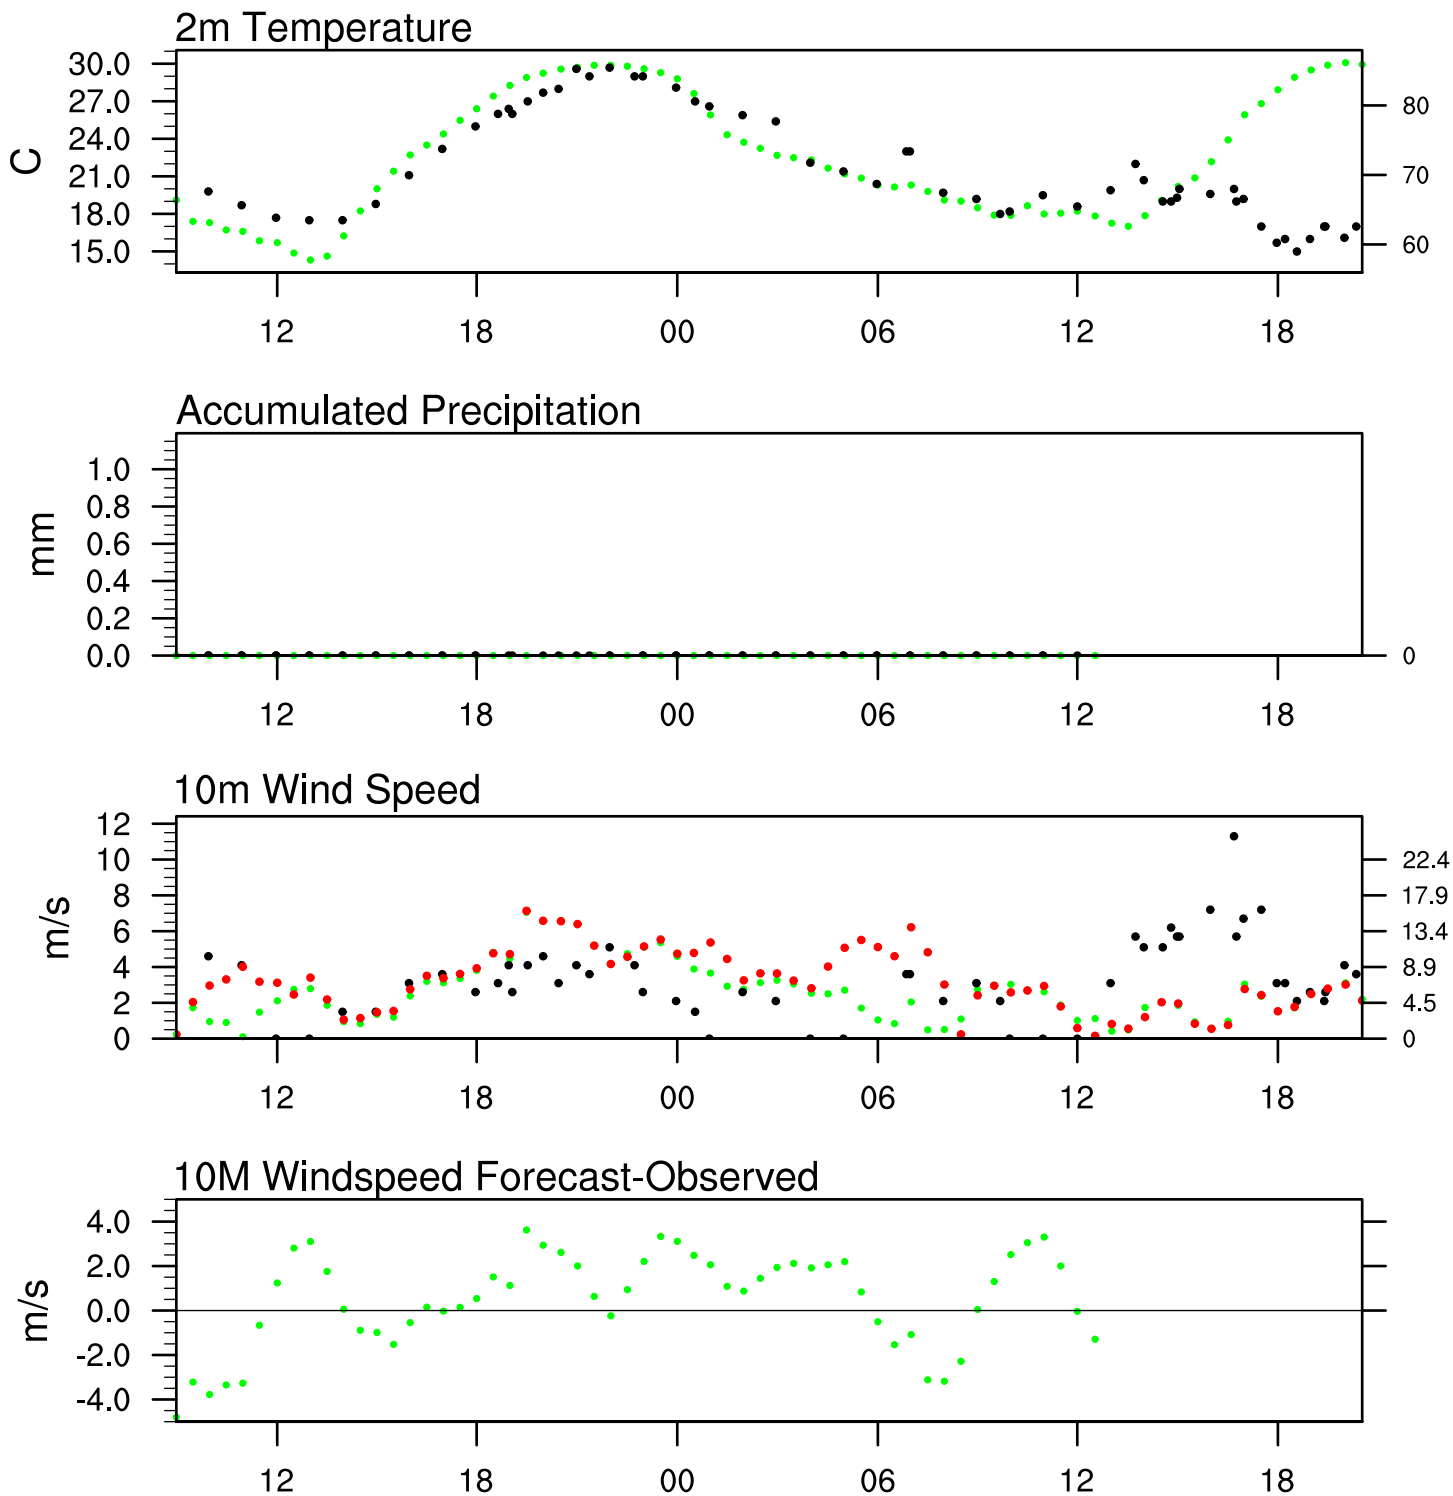 2m Temperature
30.0
27.0
24.0
21.0
18.0
15.0
C
80
70
60
12 18 00 06 12 18
Accumulated Precipitation
1.0
0.8
0.6
0.4
0.2
0.0
mm
0
12 18 00 06 12 18
10m Wind Speed
12
10
8
6
4
2
0
m/s
22.4
17.9
13.4
8.9
4.5
0
12 18 00 06 12 18
10M Windspeed Forecast-Observed
4.0
2.0
0.0
-2.0
-4.0
m/s
12 18 00 06 12 18